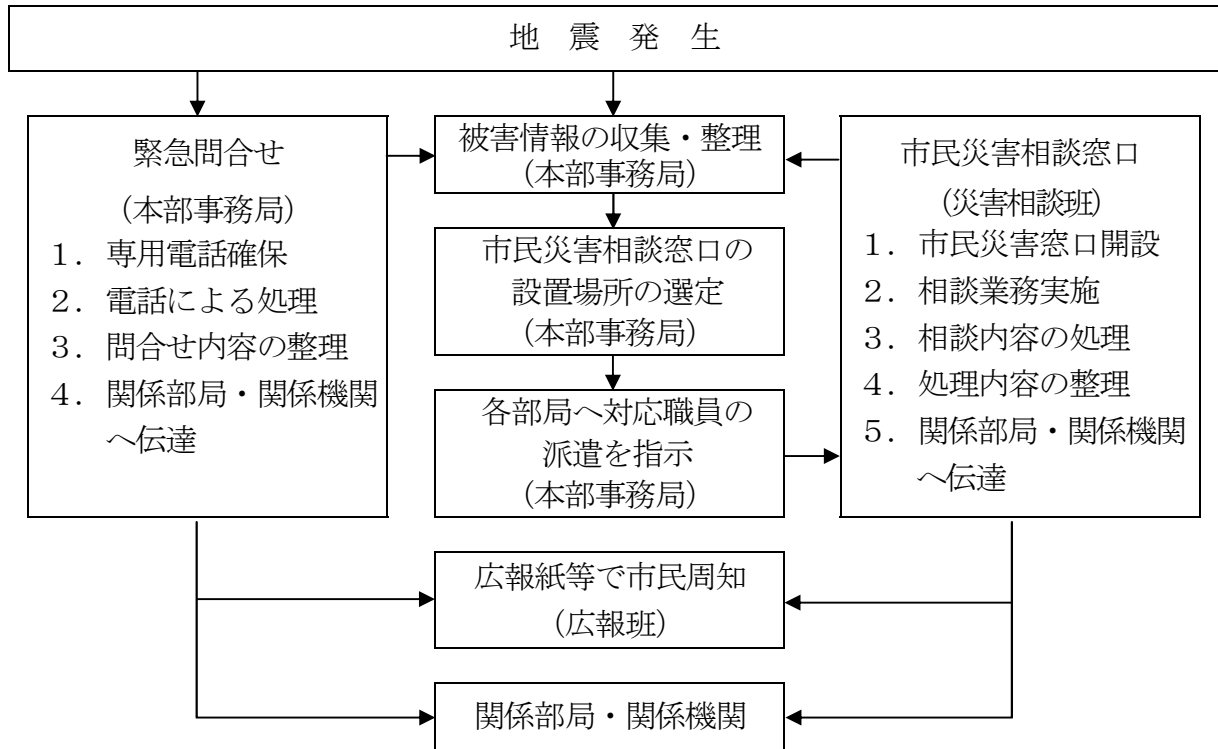 地 震 発 生
緊急問合せ
(本部事務局)
１．専用電話確保
２．電話による処理
３．問合せ内容の整理
４．関係部局・関係機関
へ伝達
被害情報の収集・整理
(本部事務局)
市民災害相談窓口の
設置場所の選定
(本部事務局)
各部局へ対応職員の
派遣を指示
(本部事務局)
市民災害相談窓口
(災害相談班)
１．市民災害窓口開設
２．相談業務実施
３．相談内容の処理
４．処理内容の整理
５．関係部局・関係機関
へ伝達
広報紙等で市民周知
(広報班)
関係部局・関係機関